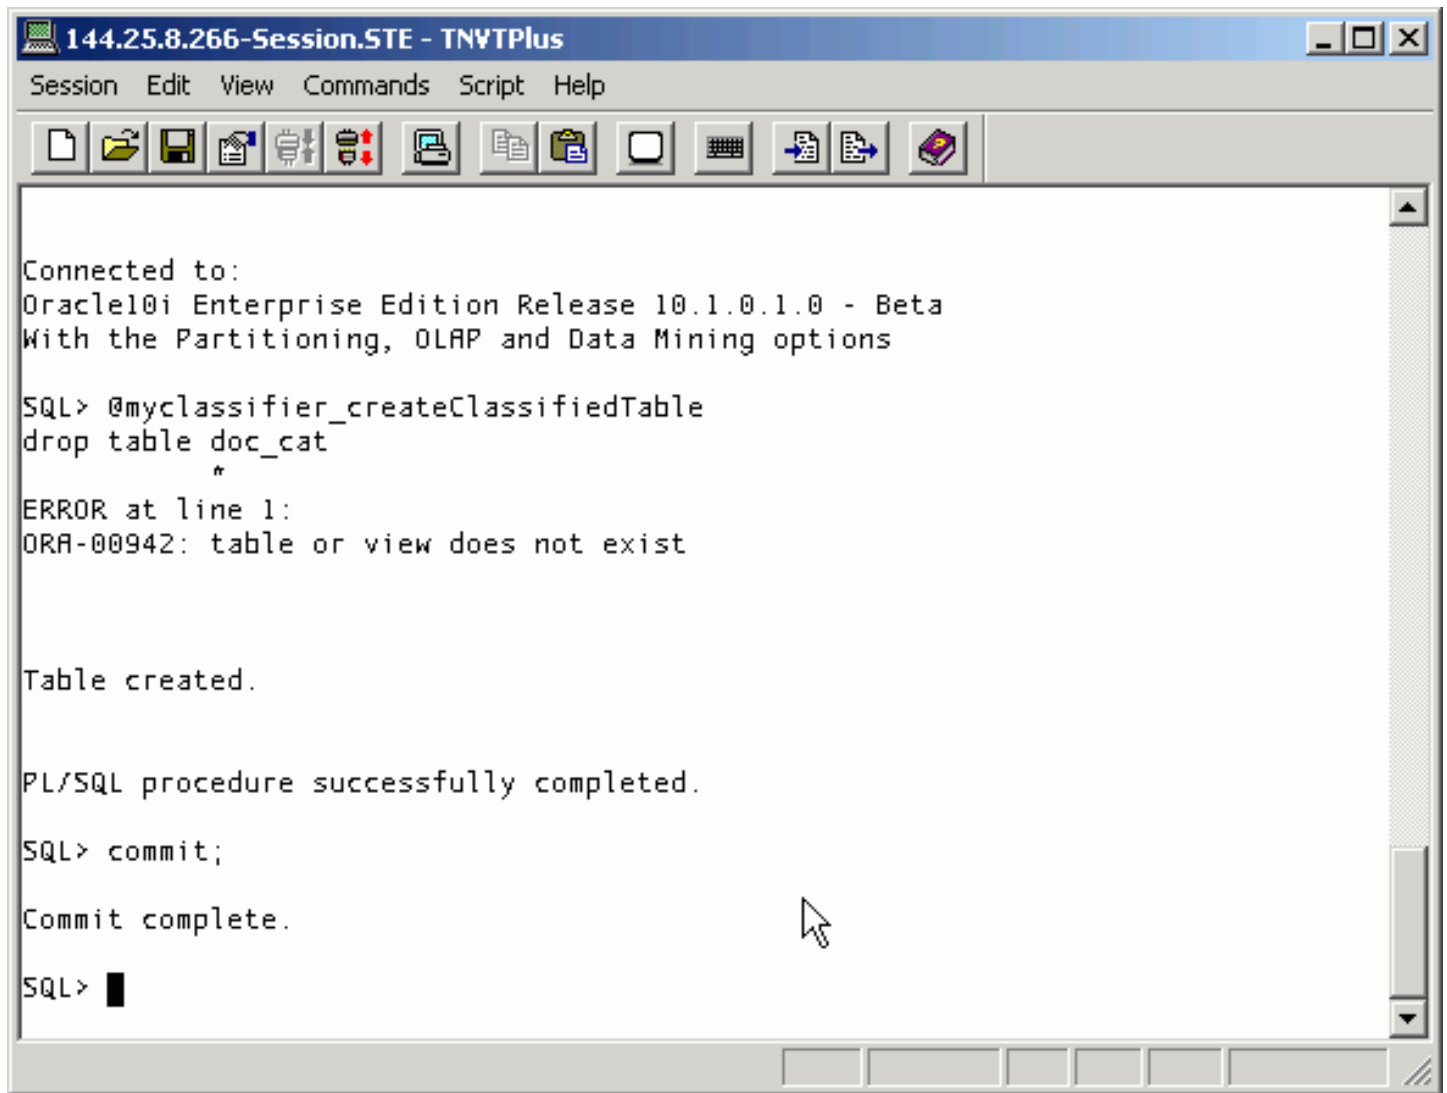 144.25.8.266-Session.STE - TNVTPlus
Session Edit View Commands Script Help
Connected to:
Oracle10i Enterprise Edition Release 10.1.0.1.0 - Beta
With the Partitioning, OLAP and Data Mining options
SQL> @myclassifier_createClassifiedTable
drop table doc_cat
*
ERROR at line 1:
ORA-00942: table or view does not exist
Table created.
PL/SQL procedure successfully completed.
SQL> commit;
Commit complete.
SQL>